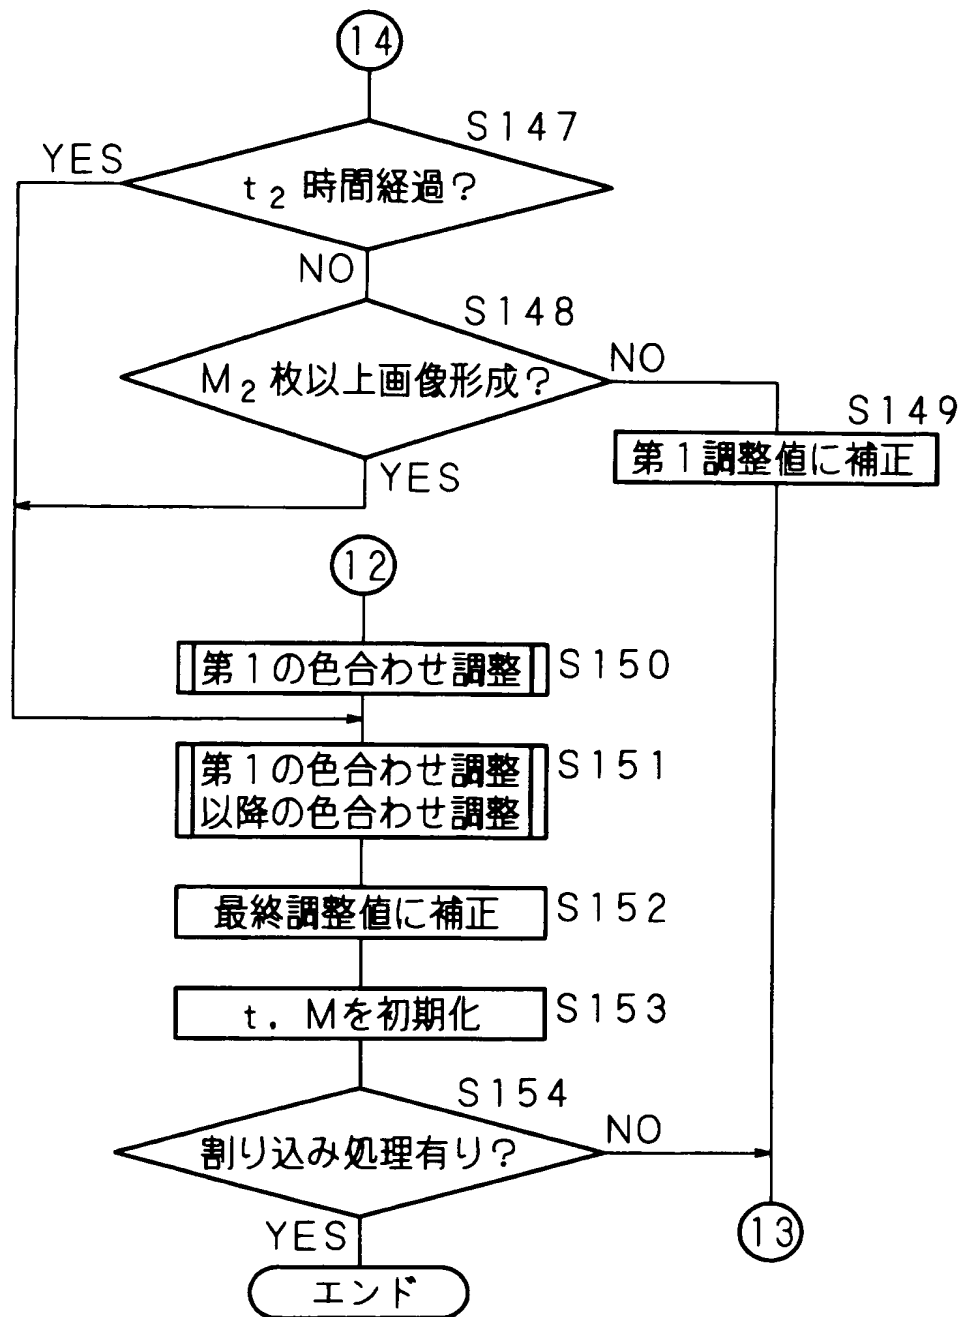 14
S147
YES
t₂時間経過?
NO
S148
M₂枚以上画像形成?
NO
S149
第1調整値に補正
YES
12
第1の色合わせ調整
S150
第1の色合わせ調整
以降の色合わせ調整
S151
最終調整値に補正
S152
t.Mを初期化
S153
S154
割り込み処理有り?
NO
YES
13
エンド